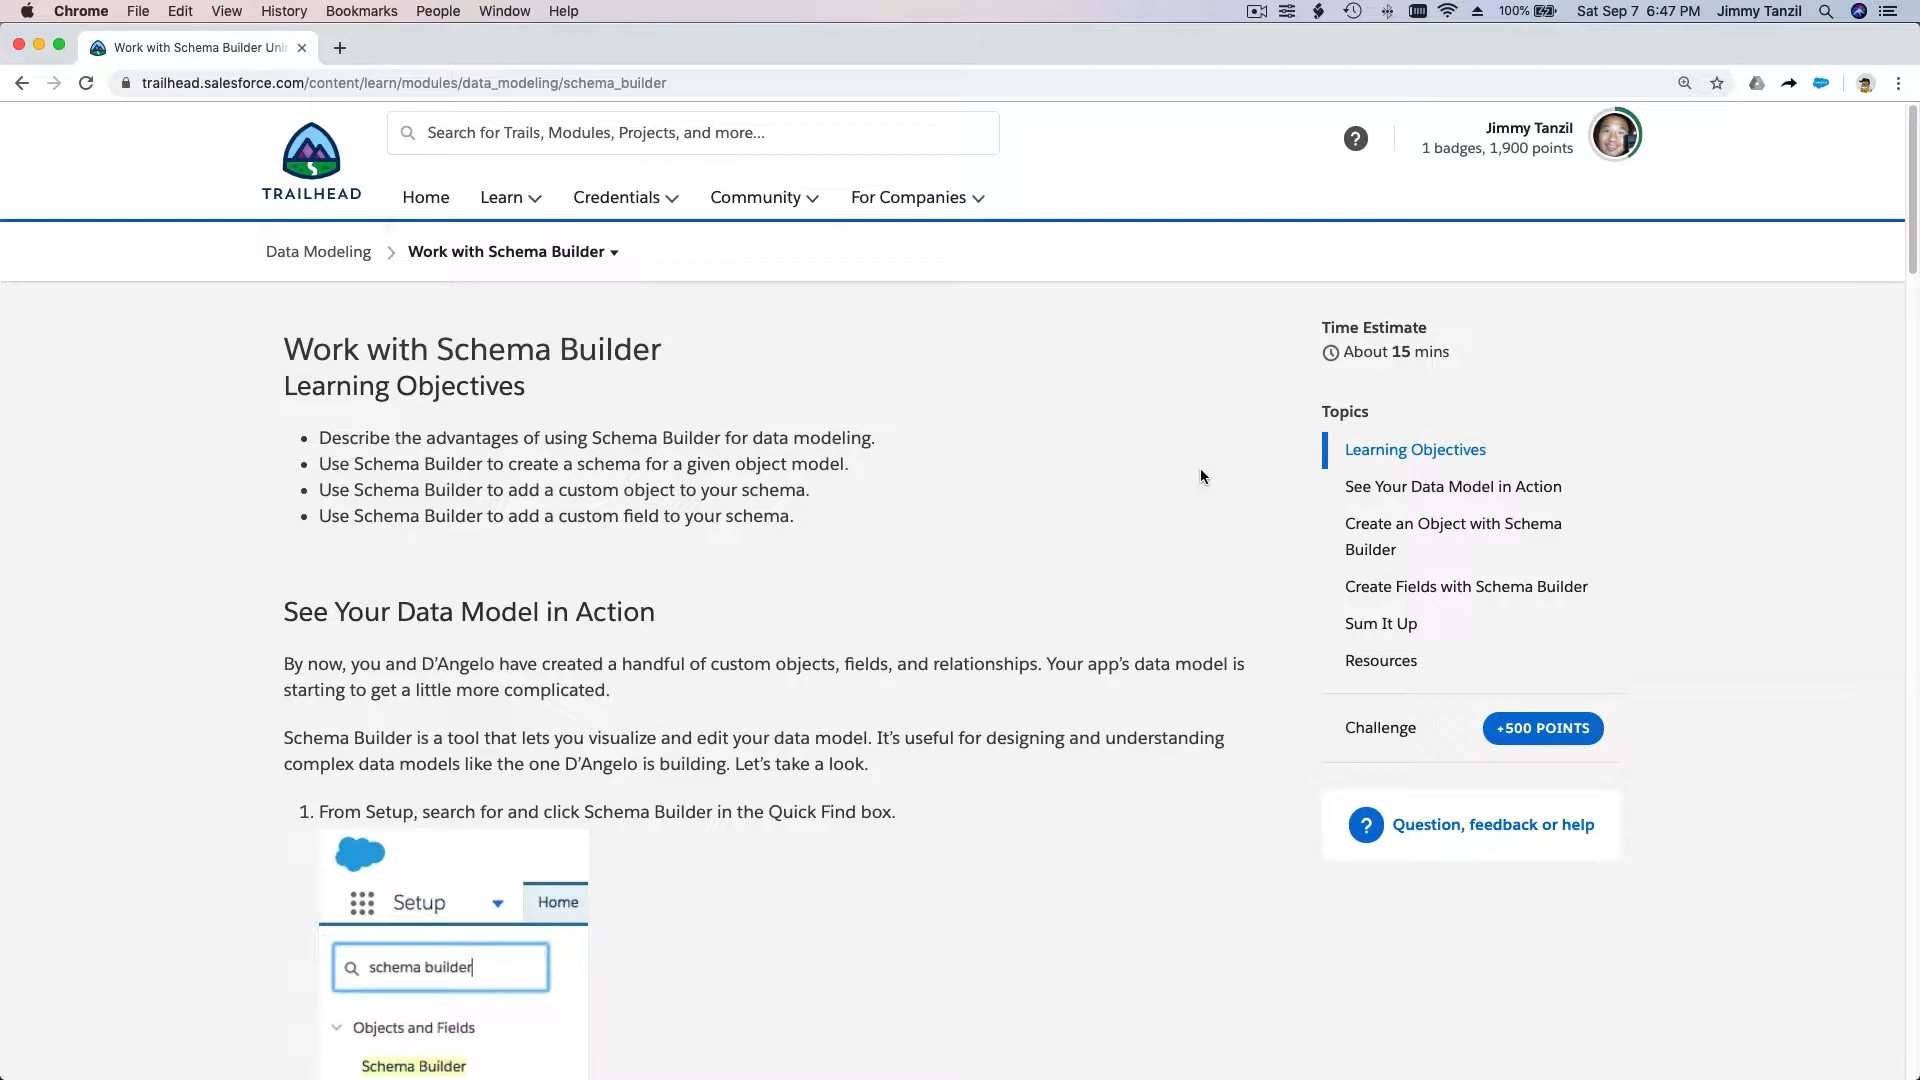 Chrome File Edit View History Bookmarks People Window Help
100% Sat Sep 7 6:47 PM Jimmy Tanzil
Work with Schema Builder Unit
trailhead.salesforce.com/content/learn/modules/data_modeling/schema_builder
Search for Trails, Modules, Projects, and more...
Jimmy Tanzil
1 badges, 1,900 points
TRAILHEAD
Home Learn Credentials Community For Companies
Data Modeling Work with Schema Builder
Work with Schema Builder
Learning Objectives
• Describe the advantages of using Schema Builder for data modeling.
• Use Schema Builder to create a schema for a given object model.
• Use Schema Builder to add a custom object to your schema.
• Use Schema Builder to add a custom field to your schema.
See Your Data Model in Action
By now, you and D’Angelo have created a handful of custom objects, fields, and relationships. Your app’s data model is
starting to get a little more complicated.
Schema Builder is a tool that lets you visualize and edit your data model. It’s useful for designing and understanding
complex data models like the one D’Angelo is building. Let’s take a look.
1. From Setup, search for and click Schema Builder in the Quick Find box.
Setup Home
schema builder
Objects and Fields
Schema Builder
Time Estimate
About 15 mins
Topics
Learning Objectives
See Your Data Model in Action
Create an Object with Schema
Builder
Create Fields with Schema Builder
Sum It Up
Resources
Challenge +500 POINTS
? Question, feedback or help